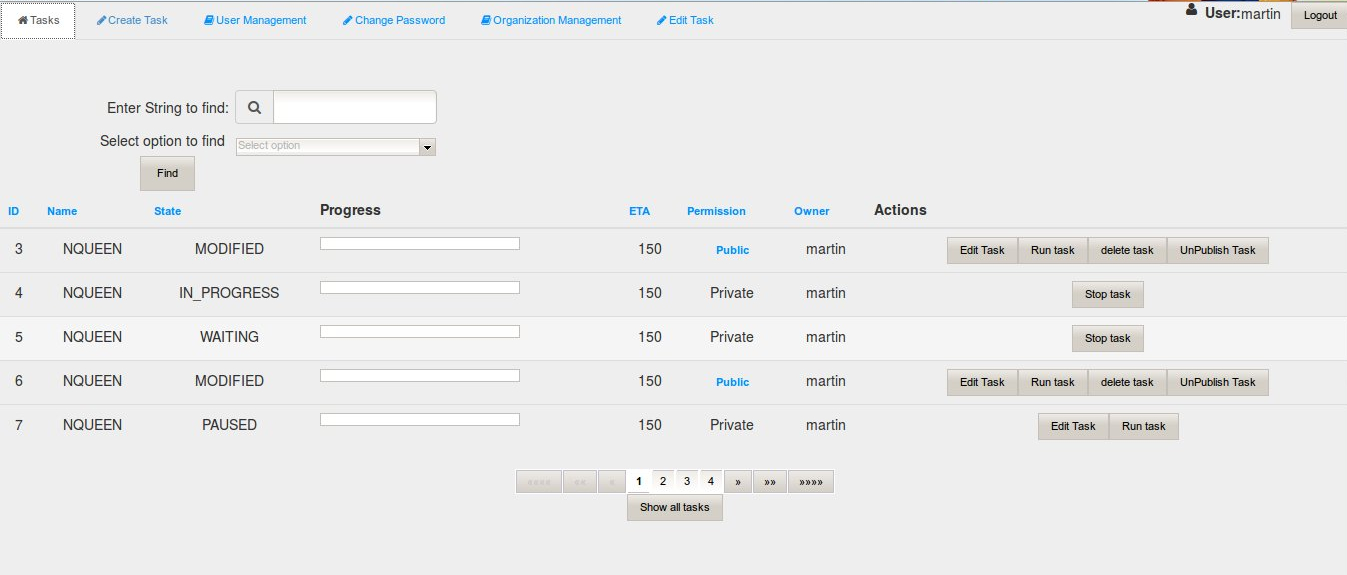 Tasks Create Task User Management Change Password Organization Management Edit Task User:martin Logout
Enter String to find:
Select option to find Select option
Find
ID Name State Progress ETA Permission Owner Actions
3 NQUEEN MODIFIED 150 Public martin Edit Task Run task delete task UnPublish Task
4 NQUEEN IN_PROGRESS 150 Private martin Stop task
5 NQUEEN WAITING 150 Private martin Stop task
6 NQUEEN MODIFIED 150 Public martin Edit Task Run task delete task UnPublish Task
7 NQUEEN PAUSED 150 Private martin Edit Task Run task
«««« «« « 1 2 3 4 » »» »»»»
Show all tasks